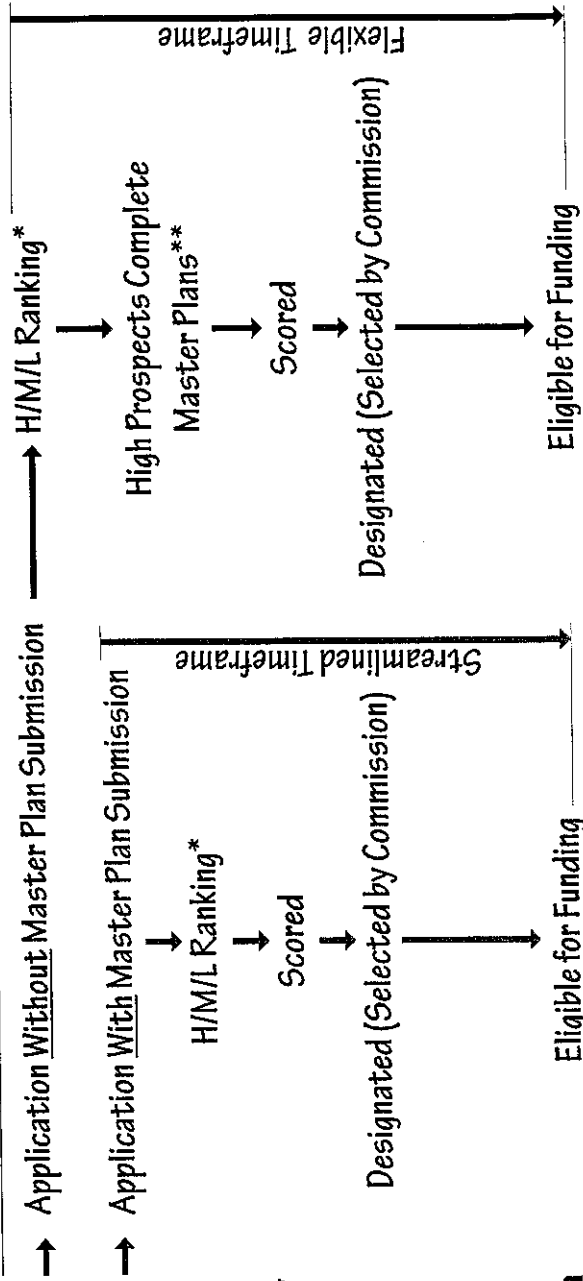 Application Without Master Plan Submission
H/M/L Ranking*
High Prospects Complete
Master Plans**
Scored
Designated (Selected by Commission)
Eligible for Funding
Flexible Timeframe
Application With Master Plan Submission
H/M/L Ranking*
Scored
Designated (Selected by Commission)
Eligible for Funding
Streamlined Timeframe